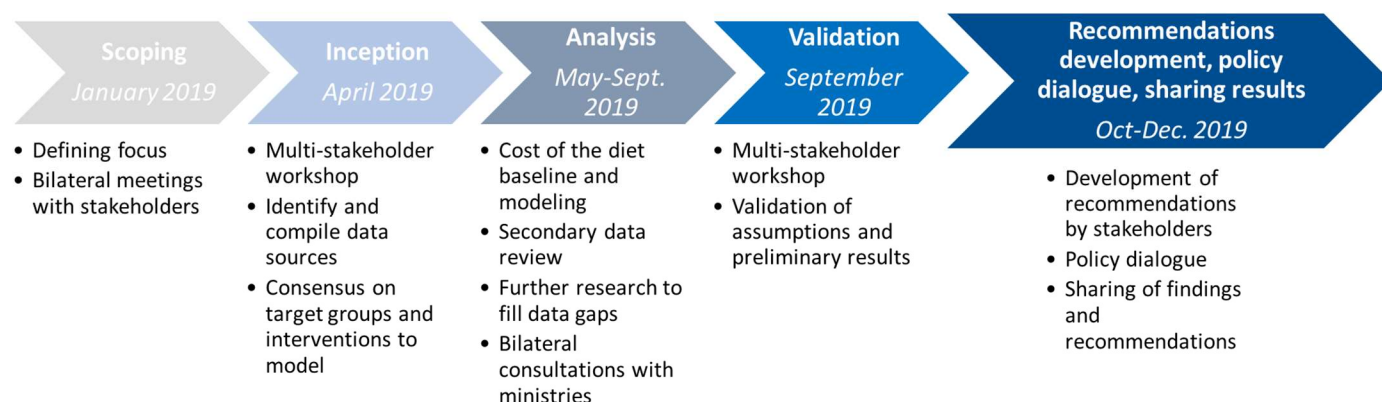 Scoping
January 2019
• Defining focus
• Bilateral meetings
with stakeholders
Inception
April 2019
• Multi-stakeholder
workshop
• Identify and
compile data
sources
• Consensus on
target groups and
interventions to
model
Analysis
May-Sept.
2019
• Cost of the diet
baseline and
modeling
• Secondary data
review
• Further research to
fill data gaps
• Bilateral
consultations with
ministries
Validation
September
2019
• Multi-stakeholder
workshop
• Validation of
assumptions and
preliminary results
Recommendations
development, policy
dialogue, sharing results
Oct-Dec. 2019
• Development of
recommendations
by stakeholders
• Policy dialogue
• Sharing of findings
and
recommendations